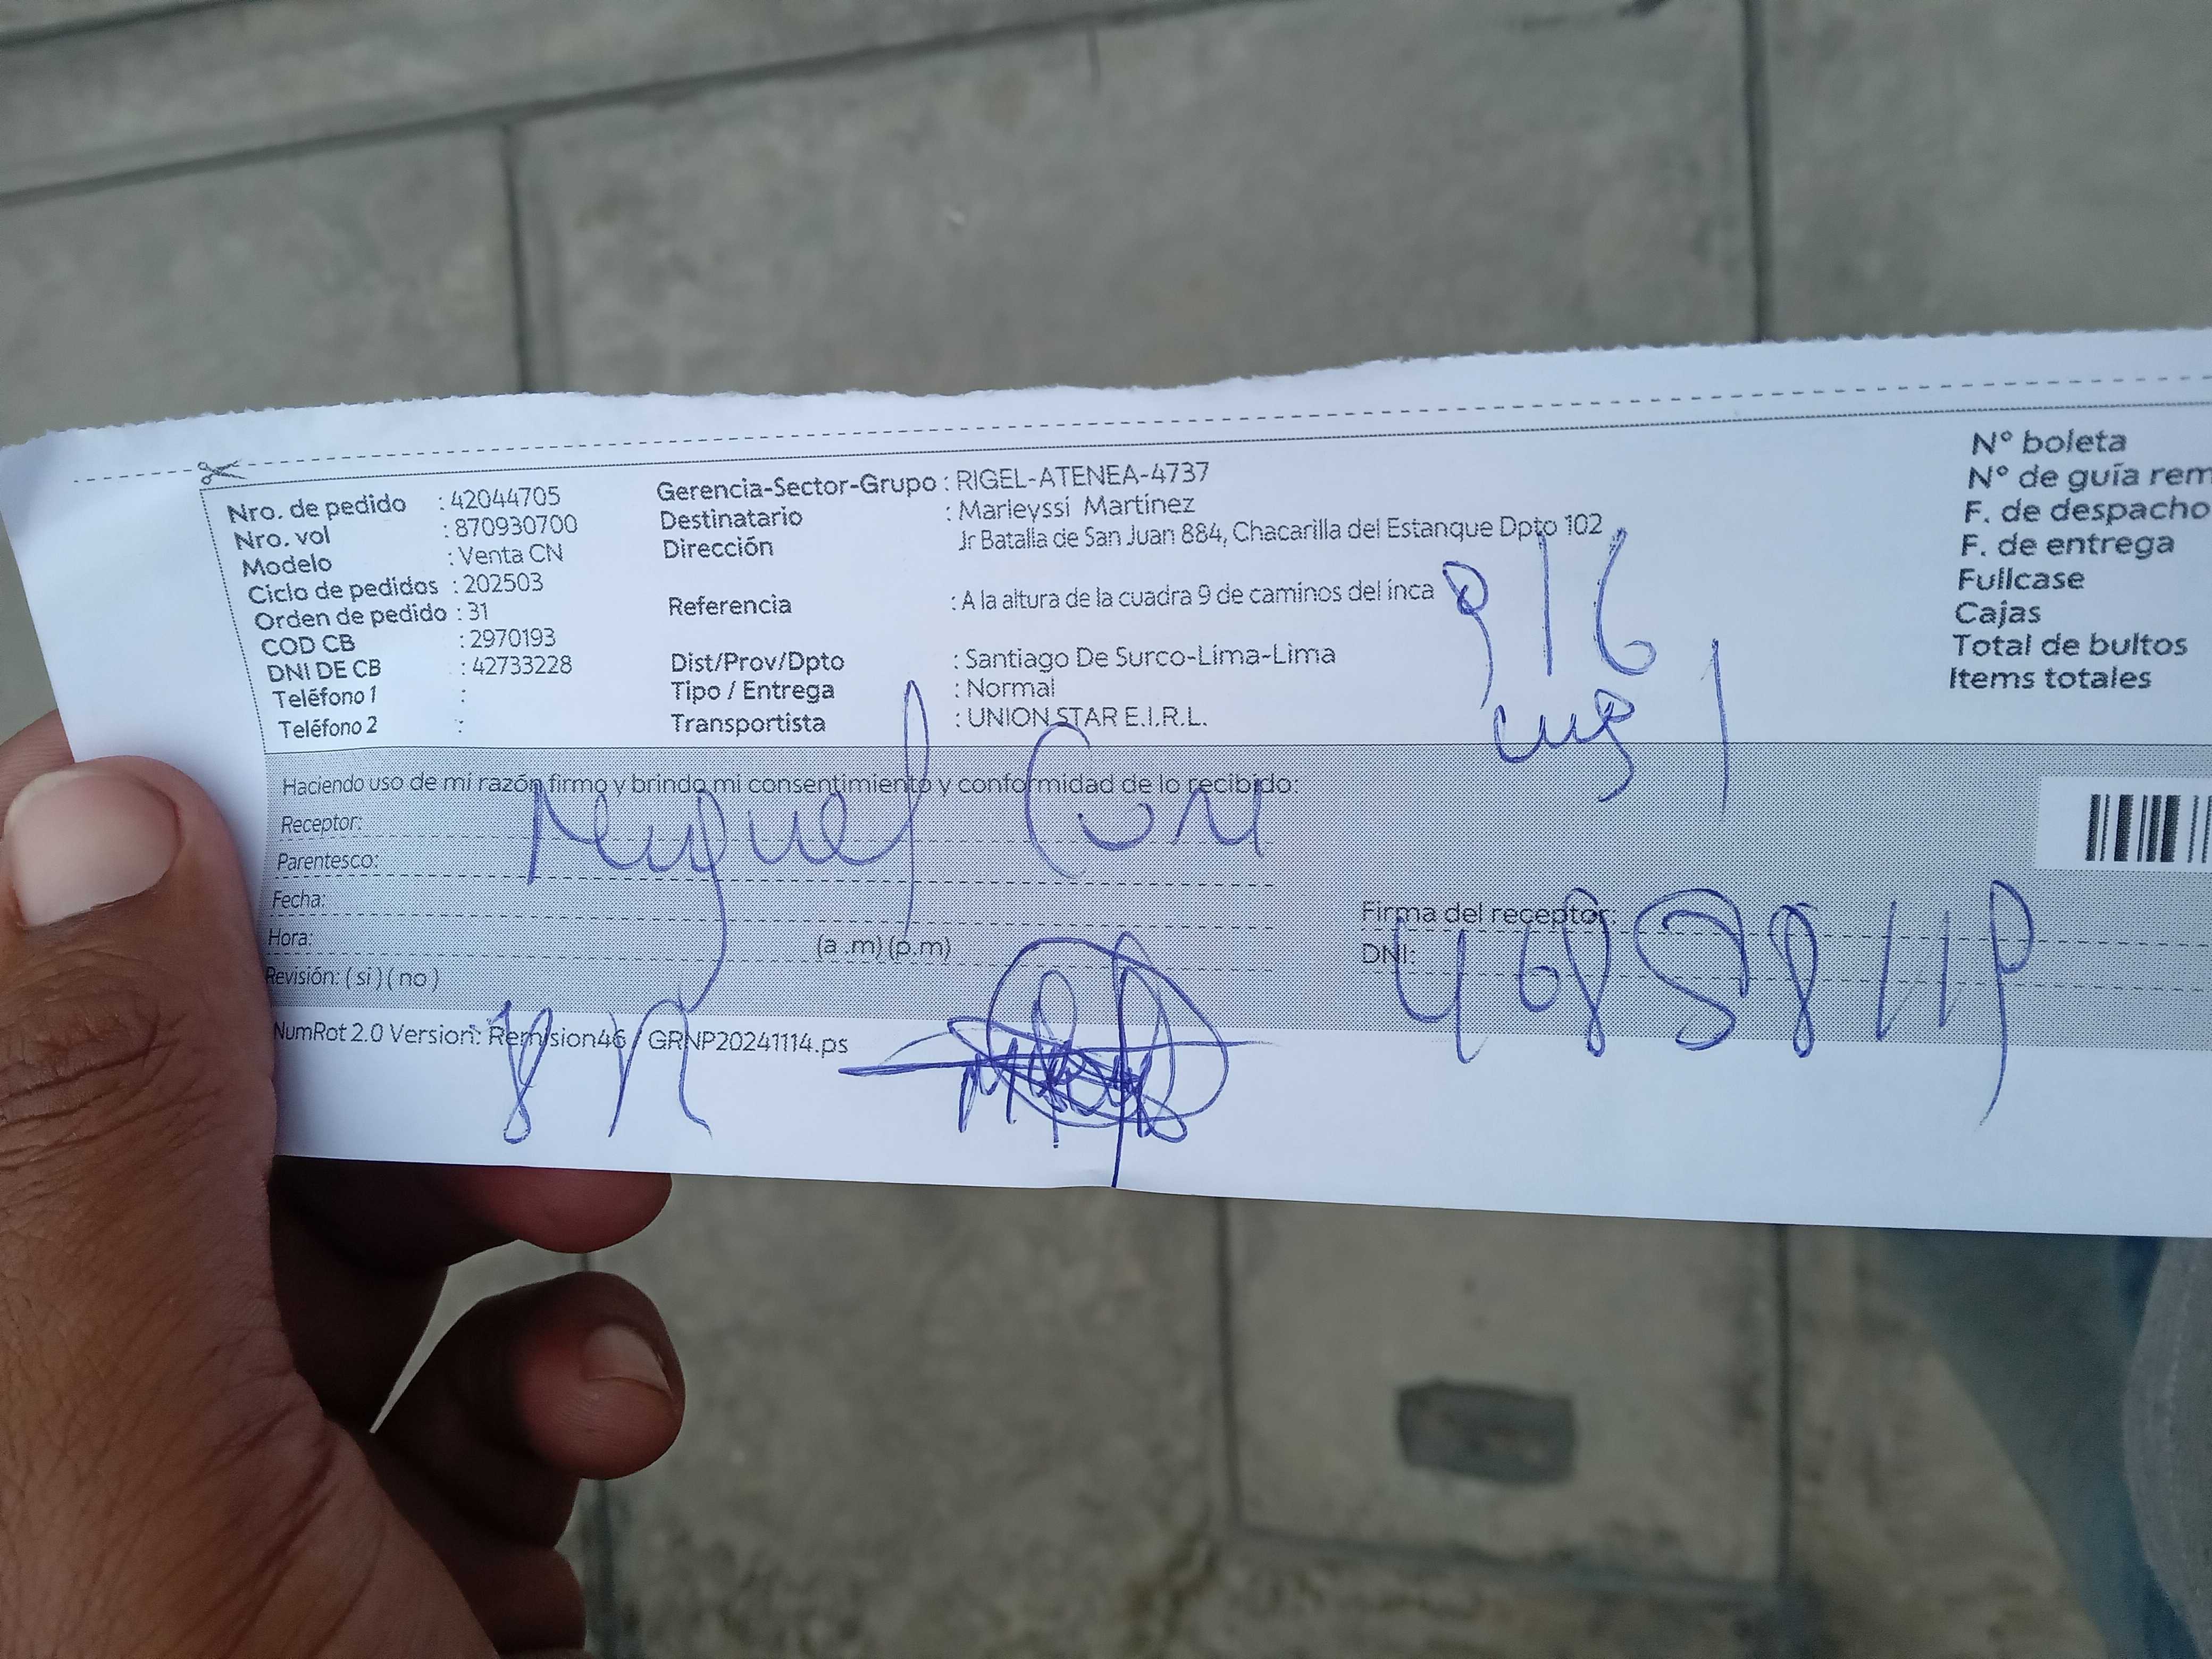 Nro. de pedido : 42044705
Nro. vol : 870930700
Modelo : Venta CN
Ciclo de pedidos : 202503
Orden de pedido : 31
COD CB : 2970193
DNI DE CB : 42733228
Teléfono 1 :
Teléfono 2 :
Gerencia-Sector-Grupo : RIGEL-ATENEA-4737
Destinatario : Marleyssi Martinez
Dirección Jr Batalla de San Juan 884, Chacarilla del Estanque Dpto 102
Referencia : A la altura de la cuadra 9 de caminos del inca
Dist/Prov/Dpto : Santiago De Surco-Lima-Lima
Tipo / Entrega : Normal
Transportista : UNION STAR E.I.R.L.
N° boleta
N° de guía rem
F. de despacho
F. de entrega
Fullcase
Cajas
Total de bultos
Items totales
916
Haciendo uso de mi razón firmo y brindo mi consentimiento y conformidad de lo recibido:
Receptor: Miguel
Parentesco:
Fecha:
Hora: (a .m) (p.m)
Revisión: ( si ) ( no )
Firma del receptor:
DNI: 46858119
NumRot 2.0 Version: Remision46 / GRNP20241114.ps